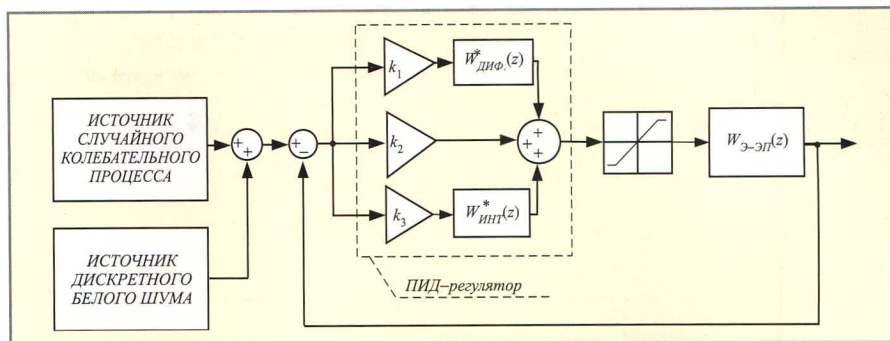 ИСТОЧНИК
СЛУЧАЙНОГО
КОЛЕБАТЕЛЬНОГО
ПРОЦЕССА
ИСТОЧНИК
ДИСКРЕТНОГО
БЕЛОГО ШУМА
+
+
+
−
k1
k2
k3
W*ДИФ.(z)
W*ИНТ(z)
+
+ +
+
WЭ–ЭП(z)
ПИД–регулятор